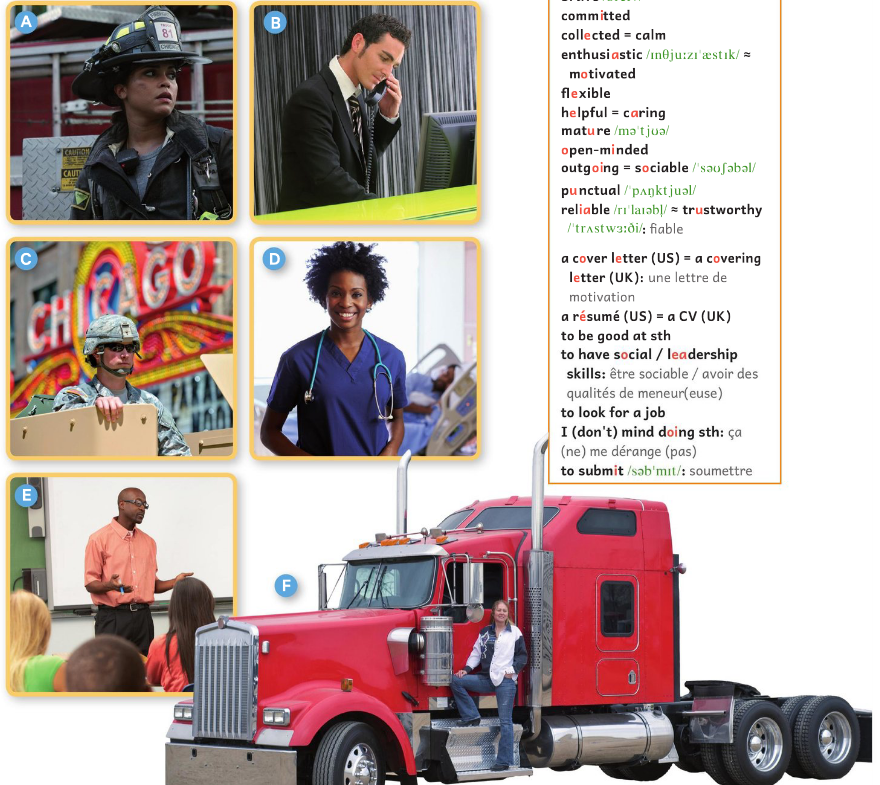 A
81
CHICAGO
CAUTION
B
C
CHICAGO
D
E
F
committed
collected = calm
enthusiastic /ɪnθjuːzɪˈæstɪk/ ≈
motivated
flexible
helpful = caring
mature /məˈtjʊə/
open-minded
outgoing = sociable /ˈsəʊʃəbəl/
punctual /ˈpʌŋktjuəl/
reliable /rɪˈlaɪəbl̩/ ≈ trustworthy
/ˈtrʌstwɜːði/: fiable
a cover letter (US) = a covering
letter (UK): une lettre de
motivation
a résumé (US) = a CV (UK)
to be good at sth
to have social / leadership
skills: être sociable / avoir des
qualités de meneur(euse)
to look for a job
I (don't) mind doing sth: ça
(ne) me dérange (pas)
to submit /səbˈmɪt/: soumettre